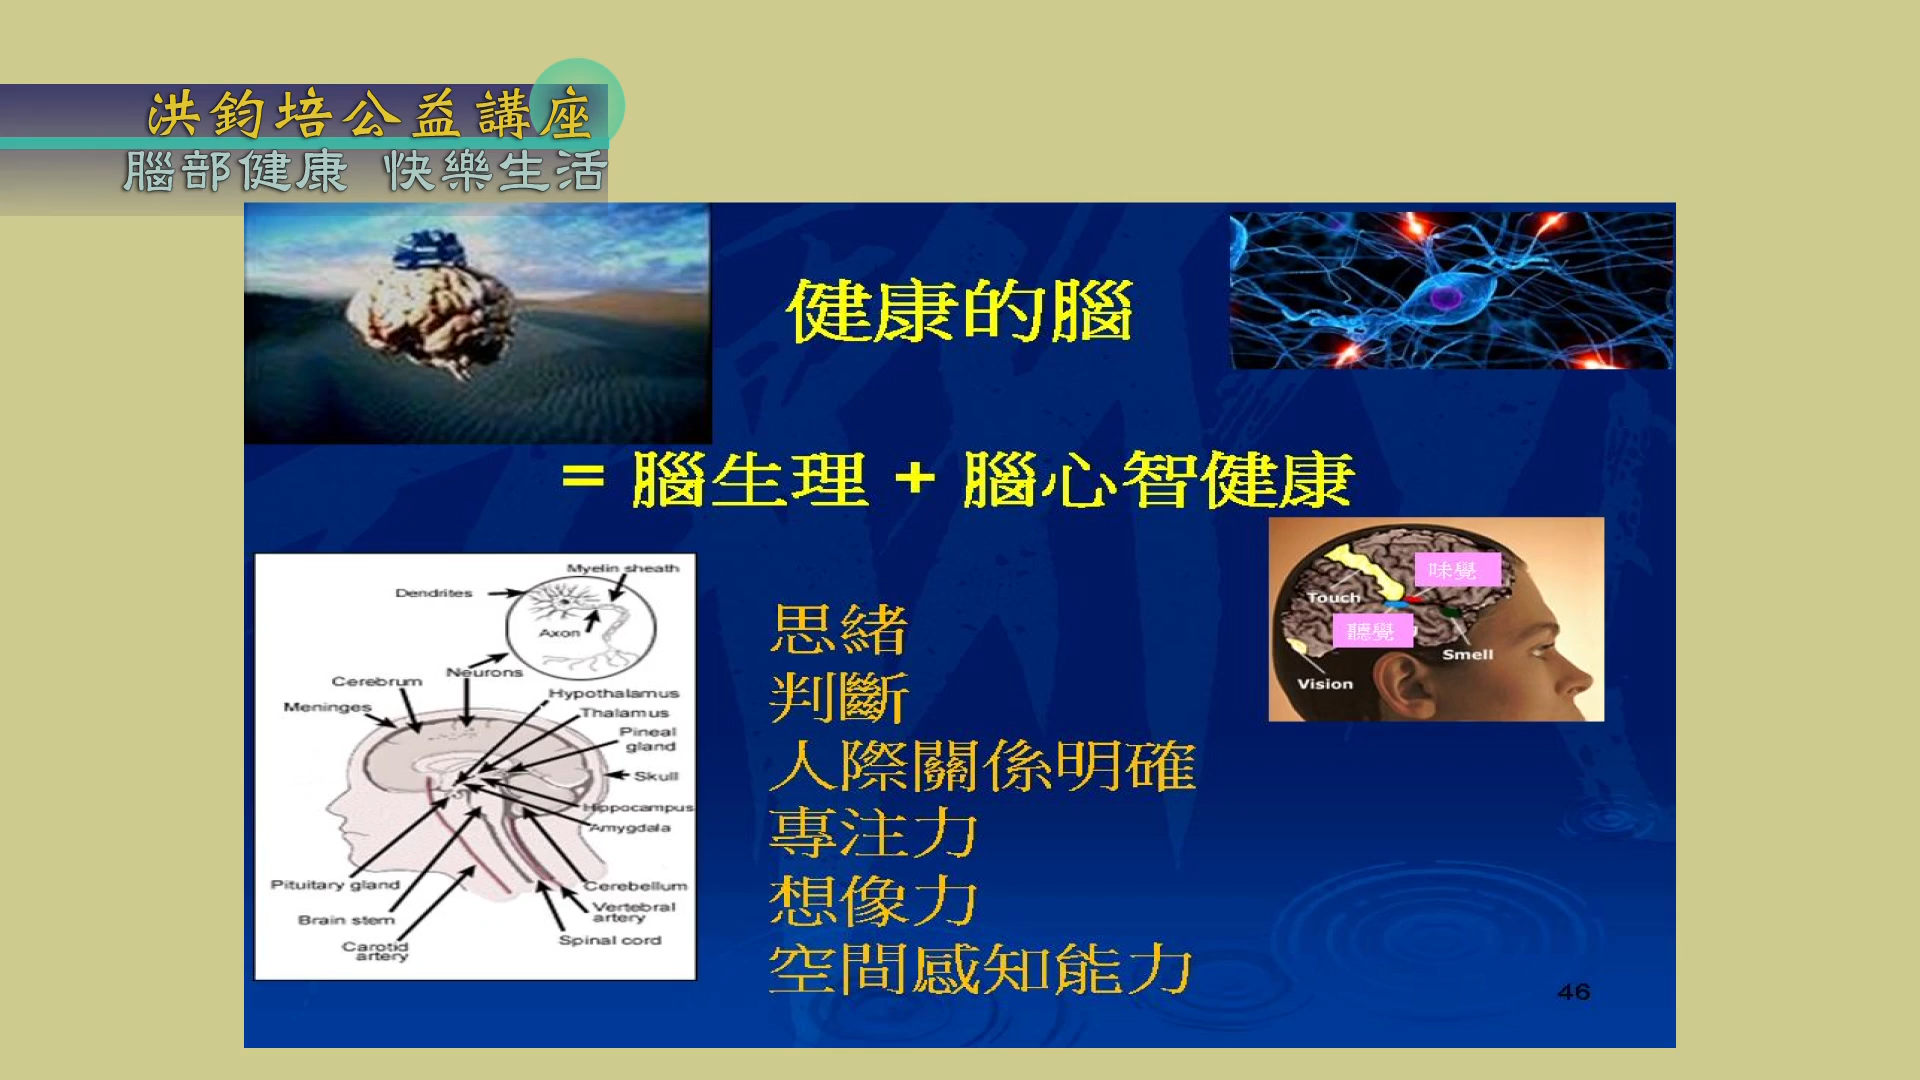 洪鈞培公益講座
腦部健康 快樂生活
健康的腦
= 腦生理 + 腦心智健康
Myelin sheath
Dendrites
Axon
Neurons
Cerebrum
Meninges
Hypothalamus
Thalamus
Pineal
gland
Skull
Hippocampus
Amygdala
Pituitary gland
Cerebellum
Brain stem
Vertebral
artery
Carotid
artery
Spinal cord
思緒
判斷
人際關係明確
專注力
想像力
空間感知能力
味覺
Touch
聽覺
Smell
Vision
46